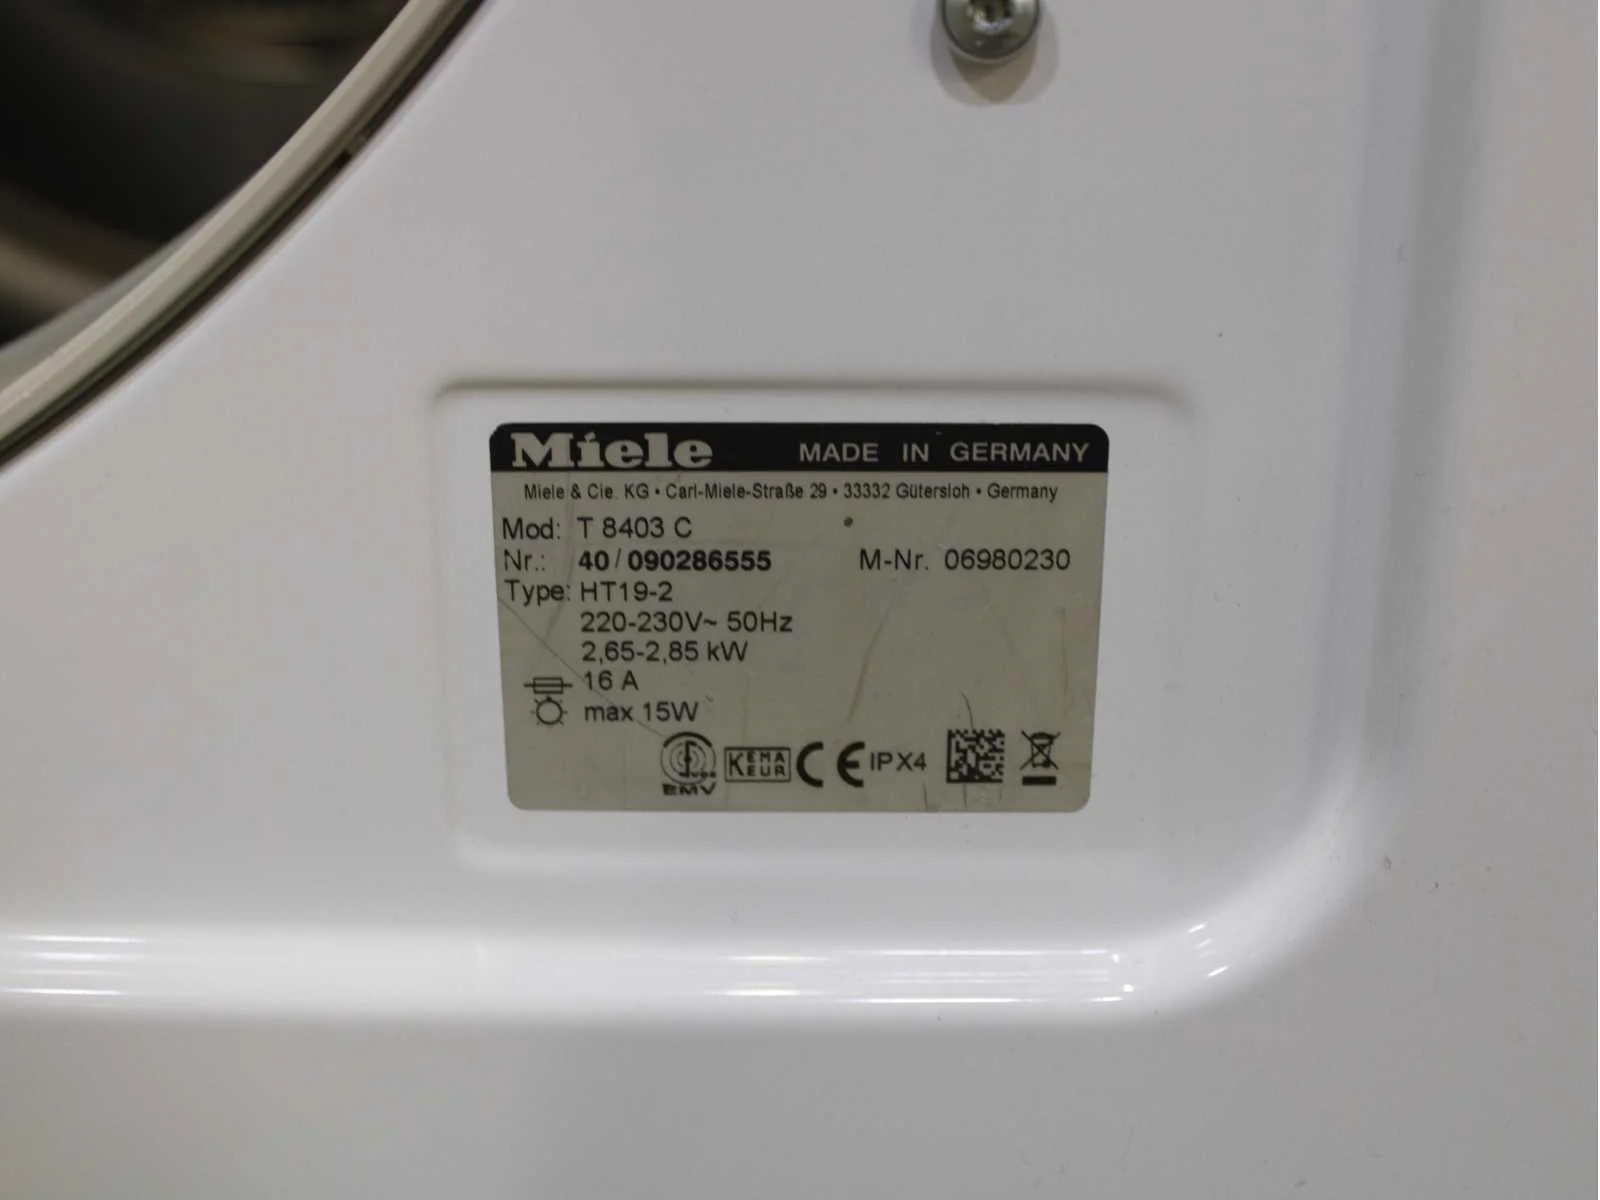 Miele MADE IN GERMANY
Miele & Cie. KG • Carl-Miele-Straße 29 • 33332 Gütersloh • Germany
Mod: T 8403 C
Nr.: 40/090286555 M-Nr. 06980230
Type: HT19-2
220-230V~ 50Hz
2,65-2,85 kW
16 A
max 15W
KEMA KEUR CE IPX4
EMV